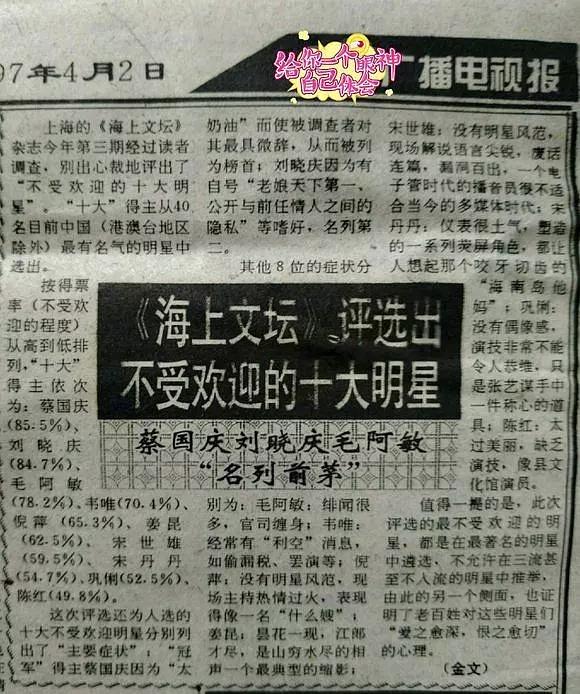 给你一个眼神
自己体会
97年4月2日
广播电视报
上海的《海上文坛》
杂志今年第三期经过读者
调查，别出心裁地评出了
“不受欢迎的十大明
星”。“十大”得主从40
名目前中国（港澳台地区
除外）最有名气的明星中
选出。
按得票
率（不受欢
迎的程度）
从高到低排
列，“十大”
得主依次
为：蔡国庆
(85.5%)、
刘晓庆
(84.7%)、
毛阿敏
(78.2%)、韦唯(70.4%)、
倪萍 (65.3%)、姜昆
(62.5%)、宋世雄
(59.5%)、宋丹丹
(54.7%)、巩俐(52.5%)、
陈红(49.8%)。
这次评选还为入选的
十大不受欢迎明星分别列
出了“主要症状”；“冠
军”得主蔡国庆因为“太
奶油”而使被调查者对
其最具微辞，从而被列
为榜首；刘晓庆因为有
自号“老娘天下第一、
公开与前任情人之间的
隐私”等嗜好，名列第
二。
其他8位的症状分
《海上文坛》评选出
不受欢迎的十大明星
蔡国庆刘晓庆毛阿敏
“名列前茅”
别为：毛阿敏：绯闻很
多，官司缠身；韦唯：
经常有“利空”消息，
如偷漏税、罢演等；倪
萍：没有明星风范，现
场主持热情过火，表现
得像一名“什么嫂”；
姜昆：昙花一现，江郎
才尽，是山穷水尽的相
声一个最典型的缩影；
宋世雄：没有明星风范，
现场解说语言尖锐，废话
连篇，漏洞百出，一个电
子管时代的播音员很不适
合当今的多媒体时代；宋
丹丹：仪表很土气，塑造
的一系列荧屏角色，都让
人想起那个咬牙切齿的
“海南岛他
妈”；巩俐：
没有偶像感，
演技非常不能
令人恭维，只
是张艺谋手中
一件称心的道
具；陈红：太
过美丽，缺乏
演技，像县文
化馆演员。
值得一提的是，此次
评选的最不受欢迎的明
星，都是在最著名的明星
中遴选，不允许在三流甚
至不入流的明星中推举，
由此的另一个侧面，也证
明了老百姓对这些明星们
“爱之愈深，恨之愈切”
的心理。
（金文）